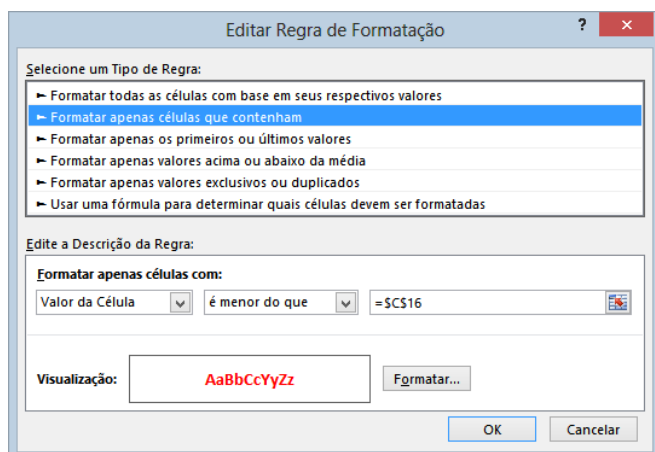 Editar Regra de Formatação
? ×
Selecione um Tipo de Regra:
► Formatar todas as células com base em seus respectivos valores
► Formatar apenas células que contenham
► Formatar apenas os primeiros ou últimos valores
► Formatar apenas valores acima ou abaixo da média
► Formatar apenas valores exclusivos ou duplicados
► Usar uma fórmula para determinar quais células devem ser formatadas
Edite a Descrição da Regra:
Formatar apenas células com:
Valor da Célula é menor do que =$C$16
Visualização: AaBbCcYyZz Formatar...
OK Cancelar